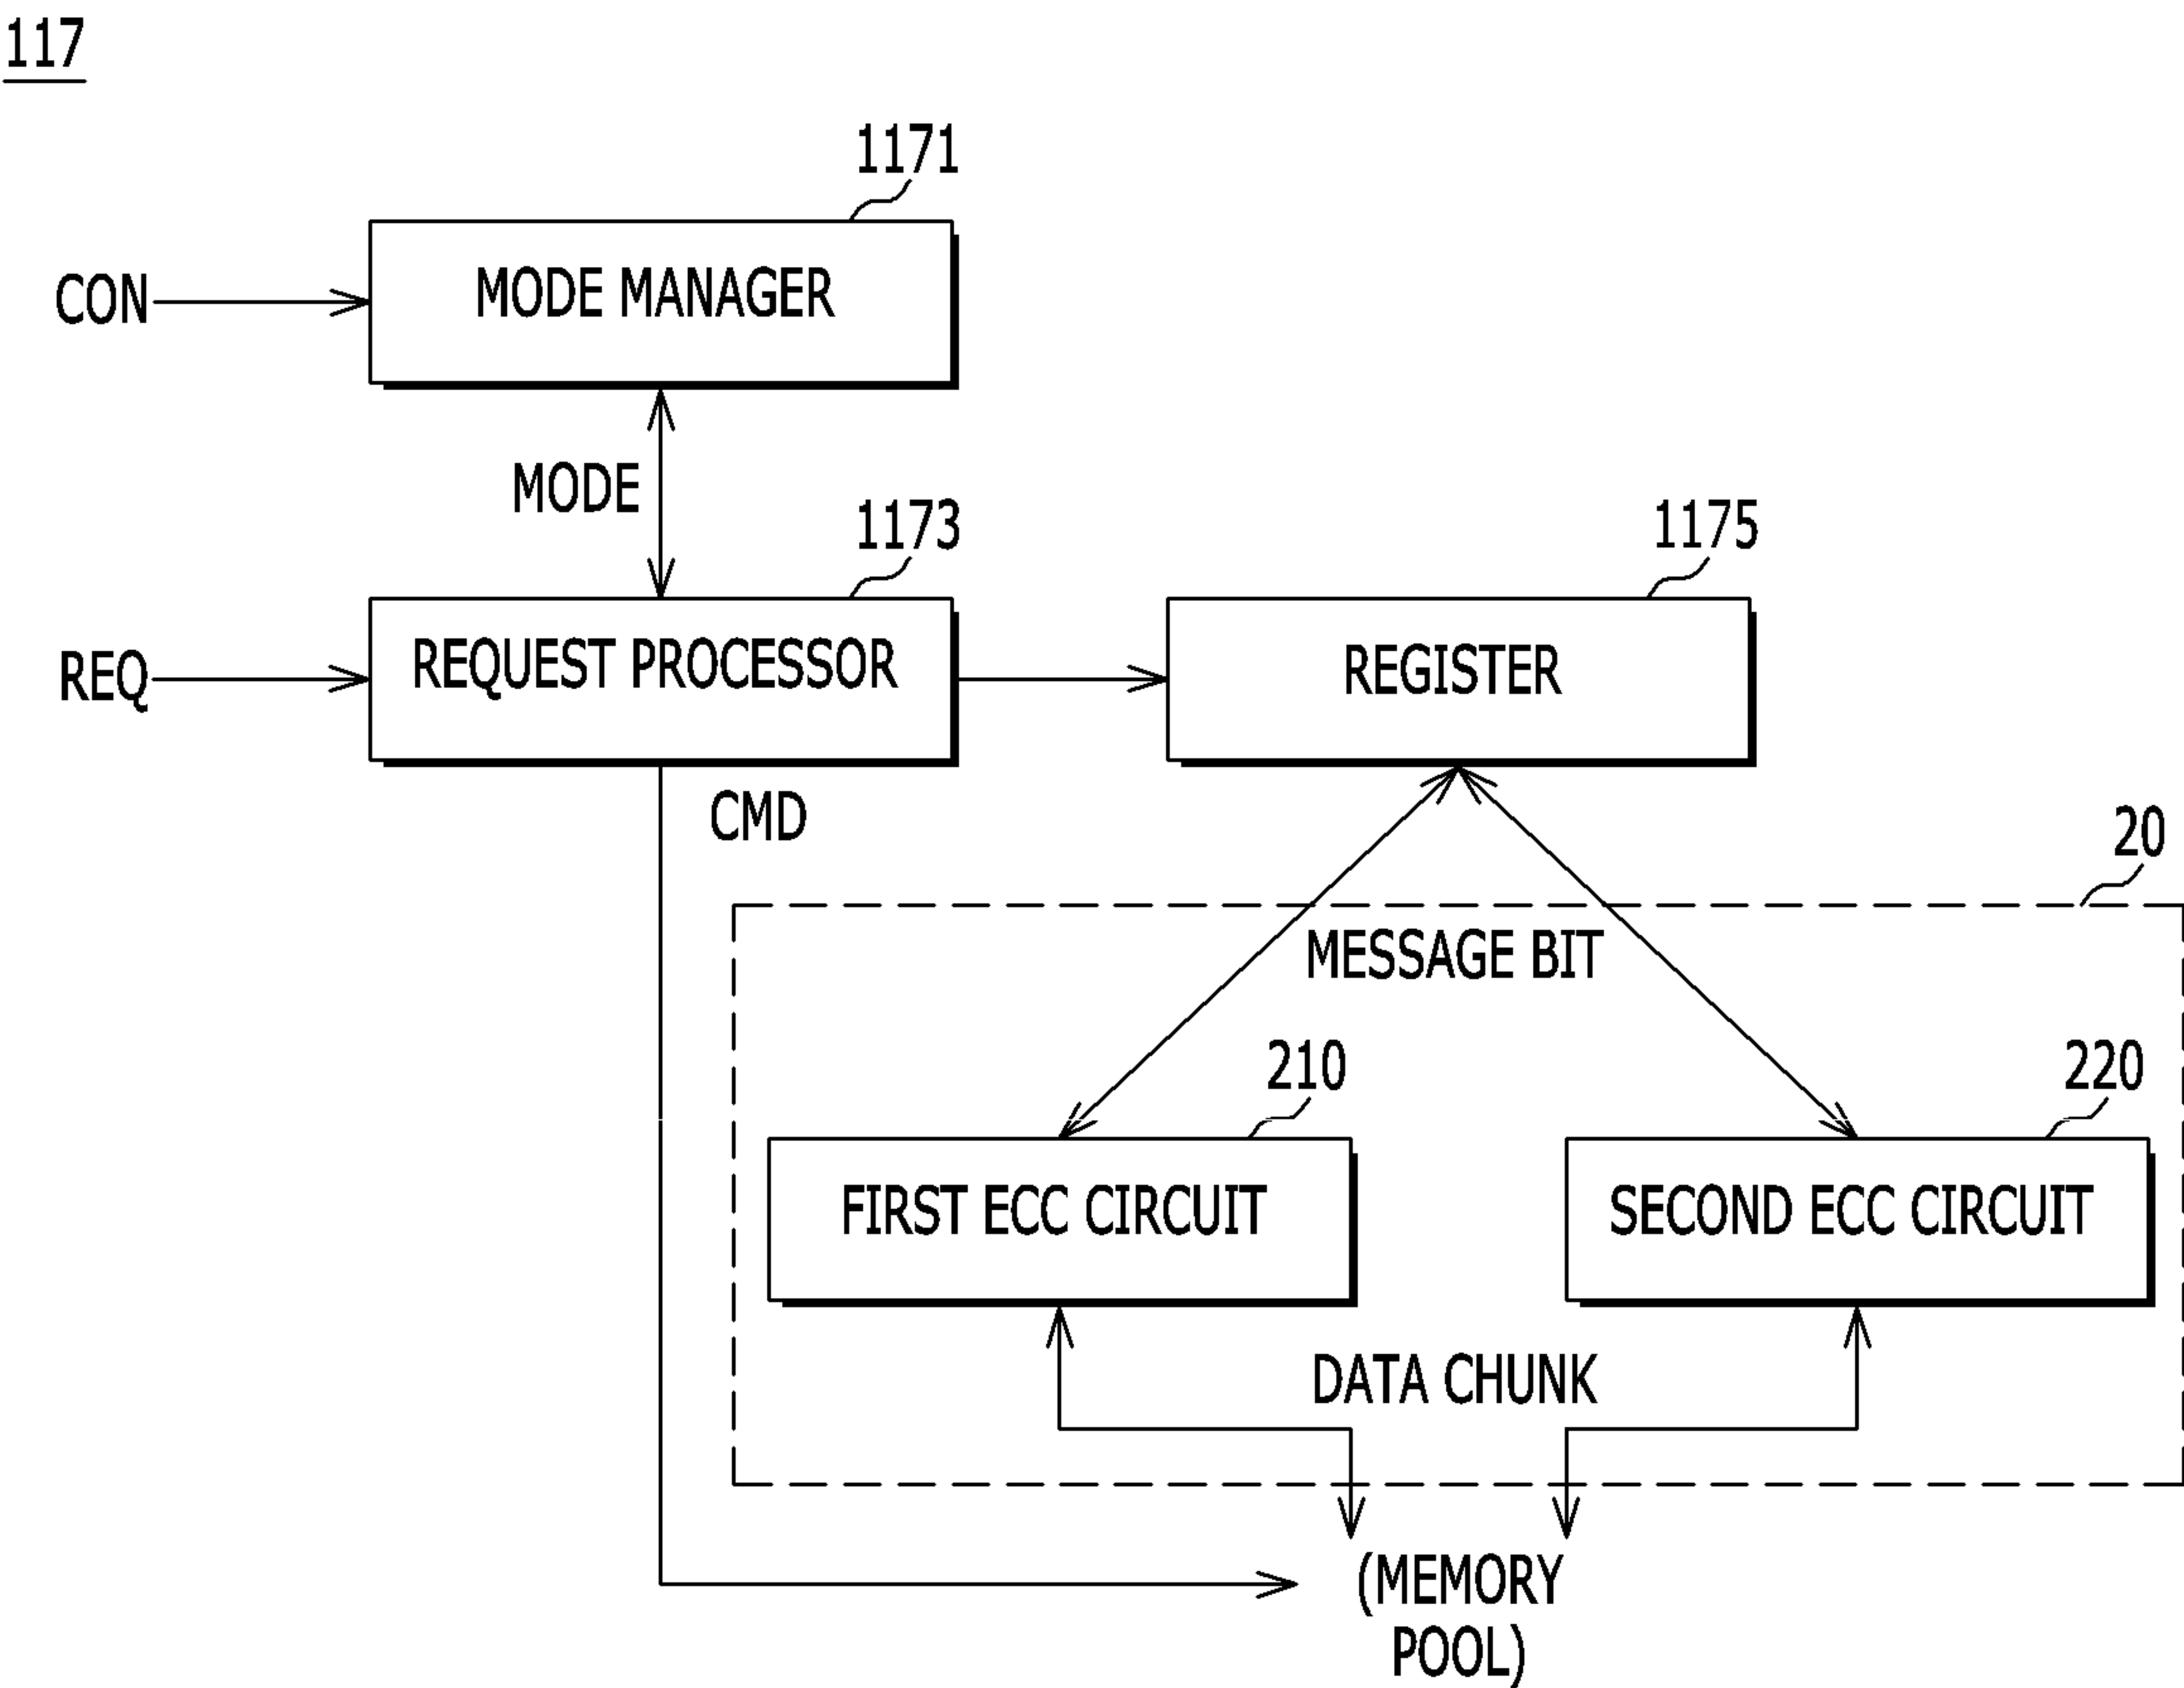 117
1171
CON
MODE MANAGER
MODE
1173
1175
REQ
REQUEST PROCESSOR
REGISTER
CMD
20
MESSAGE BIT
210
220
FIRST ECC CIRCUIT
SECOND ECC CIRCUIT
DATA CHUNK
(MEMORY
POOL)